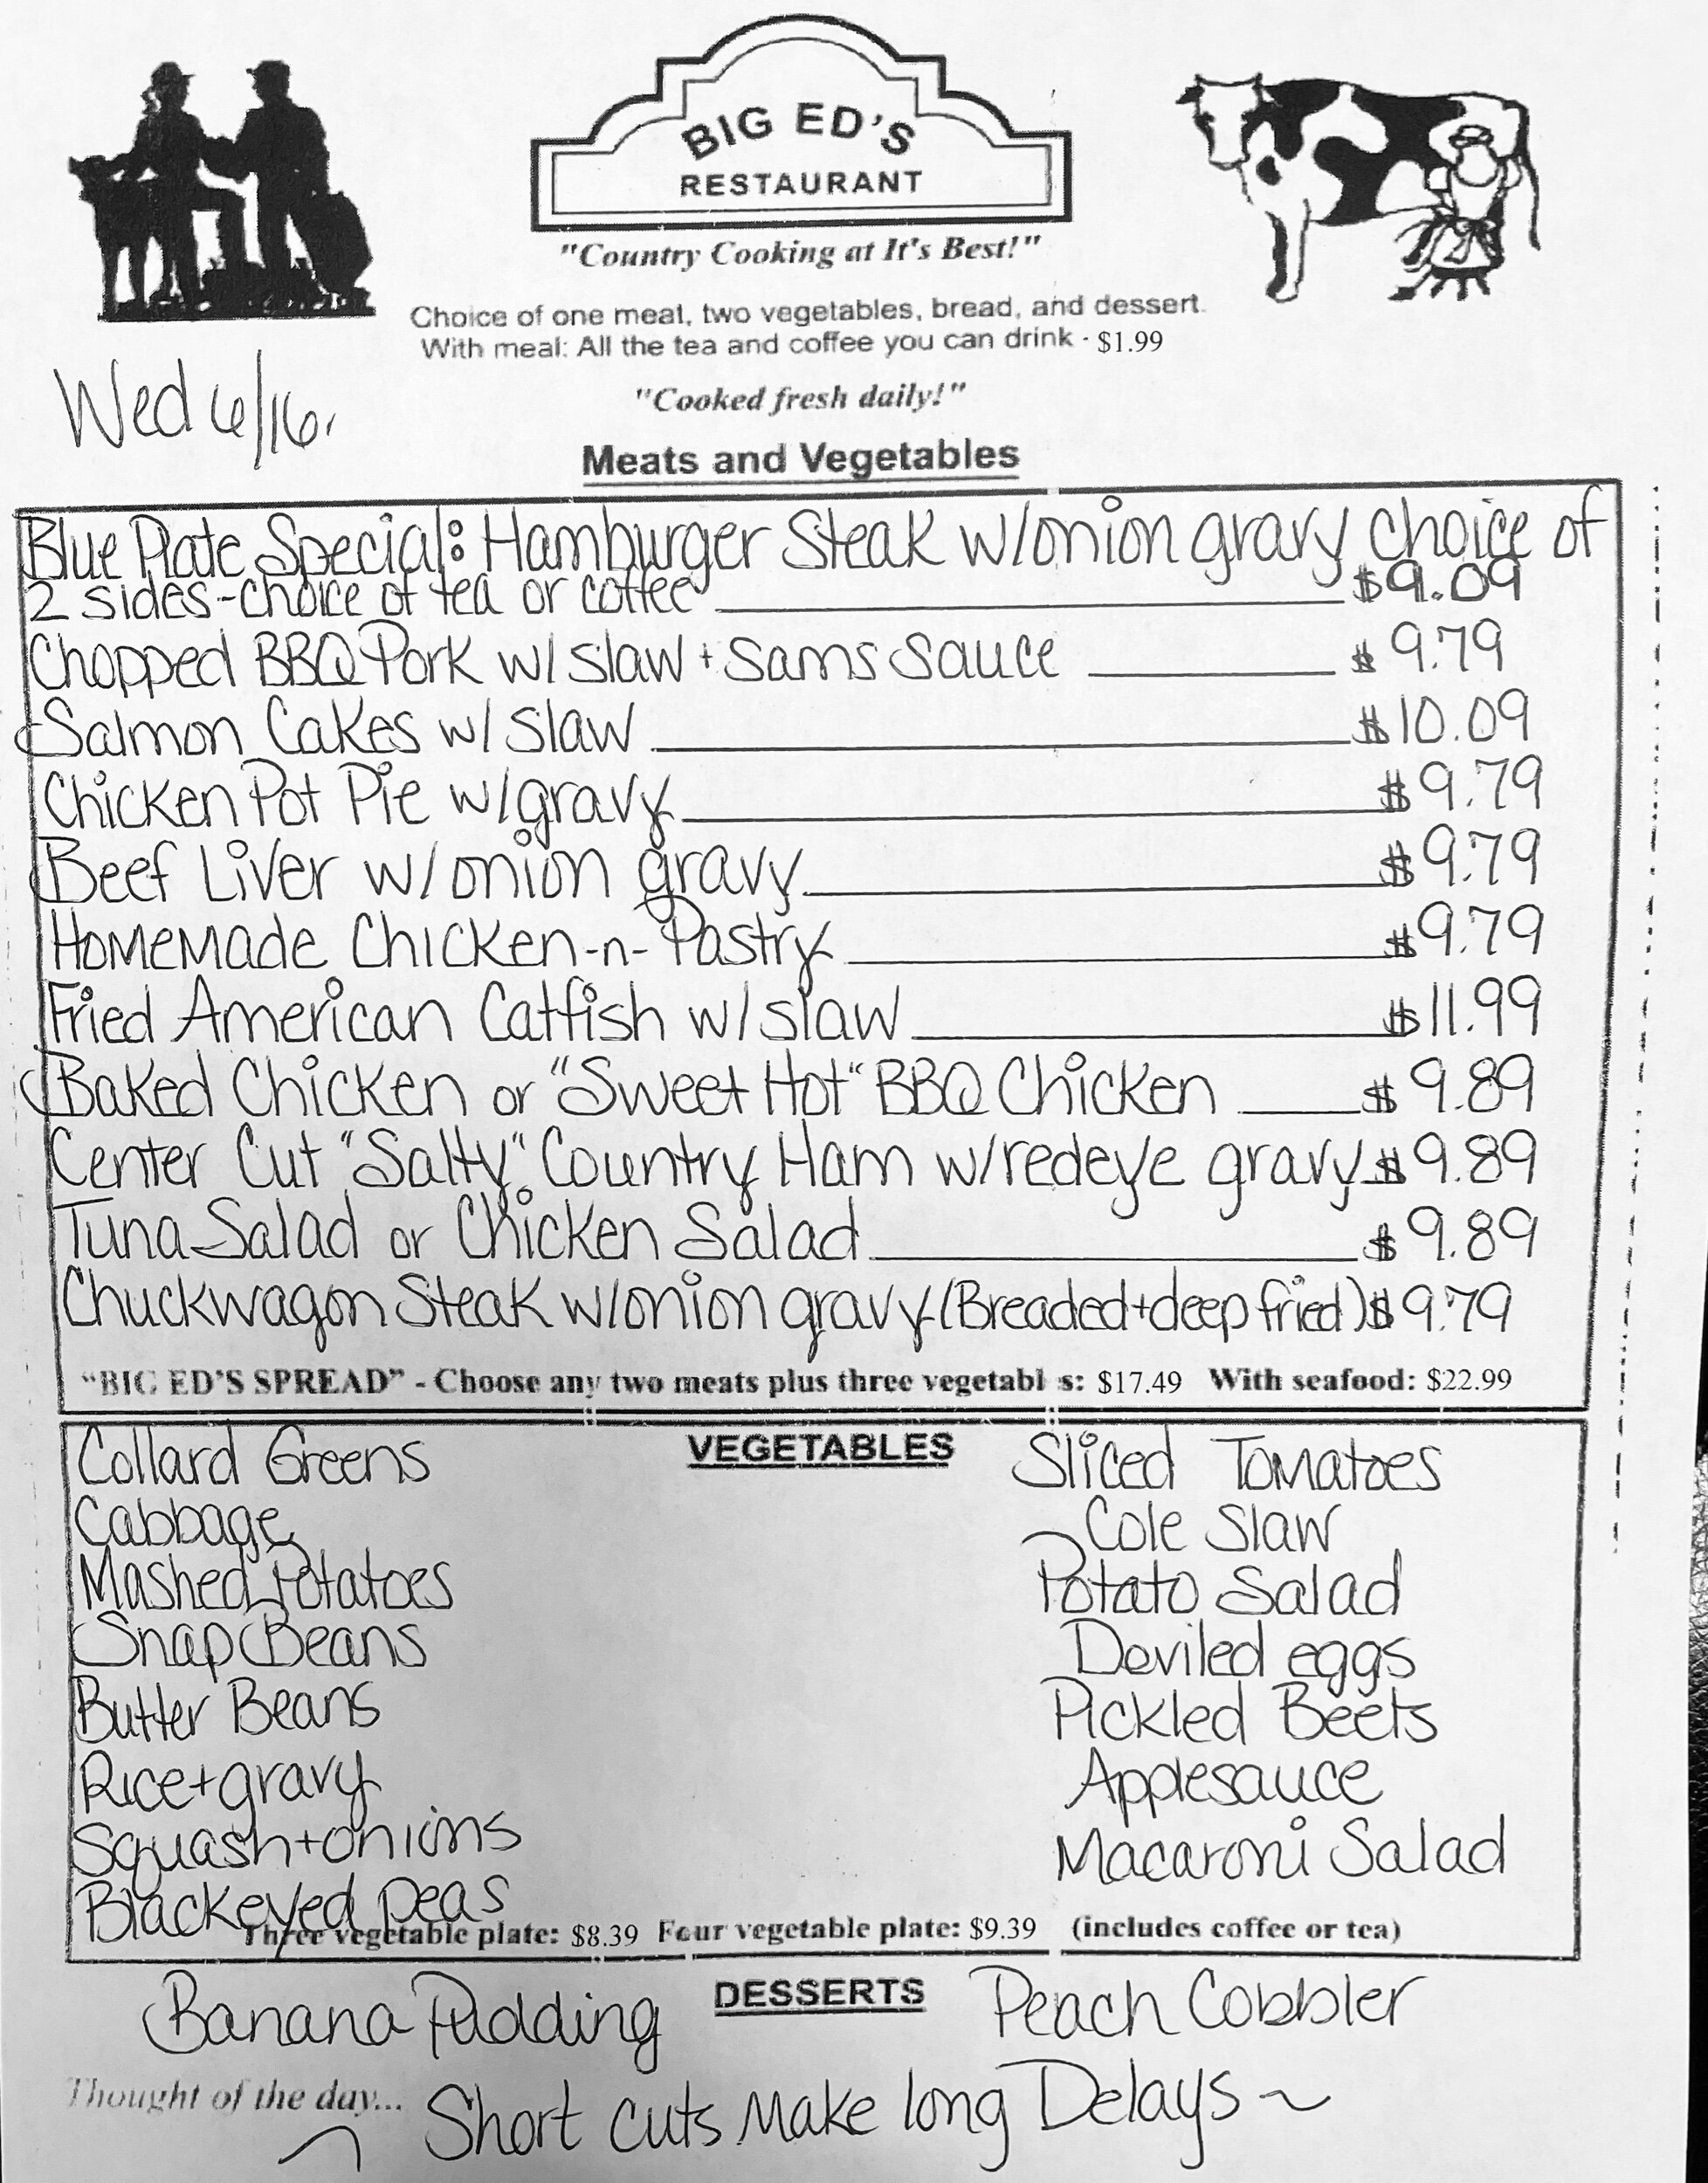 BIG ED'S
RESTAURANT
"Country Cooking at It's Best!"
Choice of one meat, two vegetables, bread, and dessert.
With meal: All the tea and coffee you can drink - $1.99
Wed 6/16
"Cooked fresh daily!"
Meats and Vegetables
Blue Plate Special: Hamburger Steak w/onion gravy choice of
2 sides-choice of tea or coffee $9.09
Chopped BBQ Pork w/ slaw + Sams Sauce $9.79
Salmon Cakes w/ slaw $10.09
Chicken Pot Pie w/gravy $9.79
Beef Liver w/onion gravy $9.79
Homemade Chicken-n-Pastry $9.79
Fried American Catfish w/slaw $11.99
Baked Chicken or "Sweet Hot" BBQ Chicken $9.89
Center Cut "Salty" Country Ham w/redeye gravy $9.89
Tuna Salad or Chicken Salad $9.89
Chuckwagon Steak w/onion gravy (Breaded+deep fried) $9.79
"BIG ED'S SPREAD" - Choose any two meats plus three vegetables: $17.49 With seafood: $22.99
VEGETABLES
Collard Greens
Cabbage
Mashed Potatoes
Snap Beans
Butter Beans
Rice+gravy
Squash+onions
Blackeyed peas
Sliced Tomatoes
Cole Slaw
Potato Salad
Deviled eggs
Pickled Beets
Applesauce
Macaroni Salad
Three vegetable plate: $8.39 Four vegetable plate: $9.39 (includes coffee or tea)
DESSERTS
Banana Pudding
Peach Cobbler
Thought of the day...
~ Short cuts Make long Delays ~